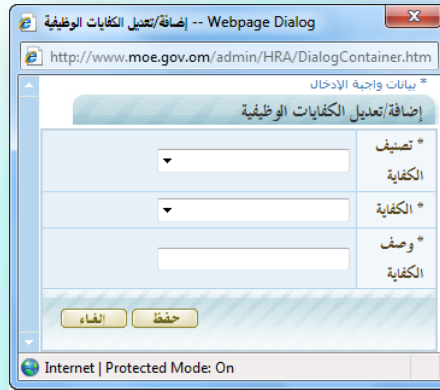 إضافة/تعديل الكفايات الوظيفية -- Webpage Dialog
http://www.moe.gov.om/admin/HRA/DialogContainer.htm
* بيانات واجبة الإدخال
إضافة/تعديل الكفايات الوظيفية
* تصنيف
الكفاية
* الكفاية
* وصف
الكفاية
حفظ
إلغاء
Internet | Protected Mode: On